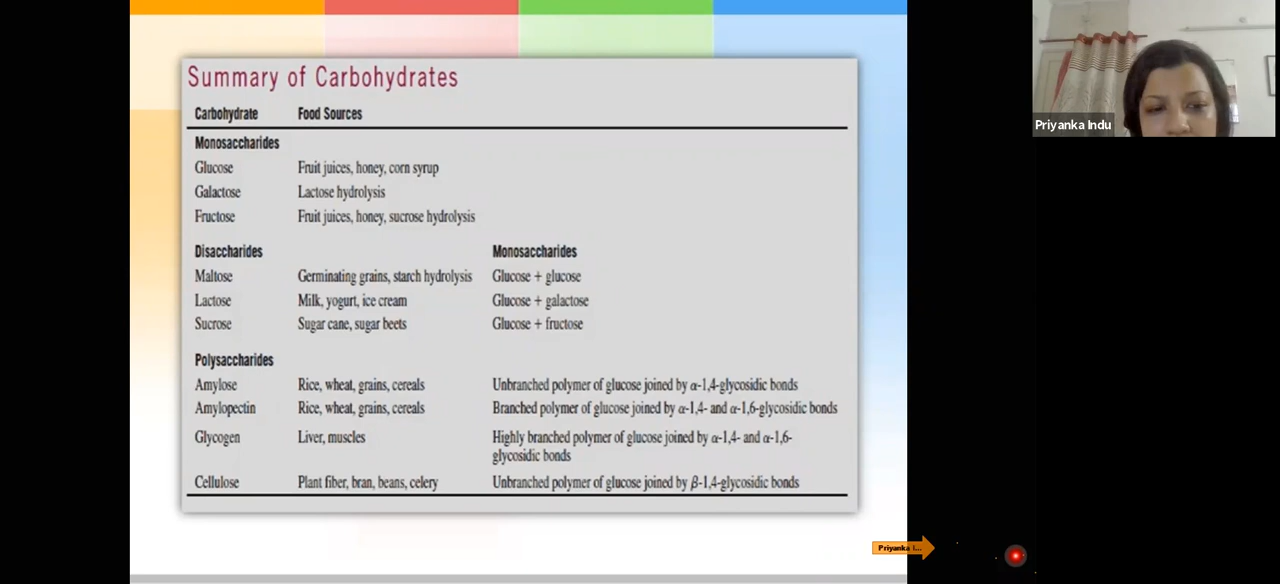 Summary of Carbohydrates
Carbohydrate Food Sources
Monosaccharides
Glucose Fruit juices, honey, corn syrup
Galactose Lactose hydrolysis
Fructose Fruit juices, honey, sucrose hydrolysis
Disaccharides Monosaccharides
Maltose Germinating grains, starch hydrolysis Glucose + glucose
Lactose Milk, yogurt, ice cream Glucose + galactose
Sucrose Sugar cane, sugar beets Glucose + fructose
Polysaccharides
Amylose Rice, wheat, grains, cereals Unbranched polymer of glucose joined by α-1,4-glycosidic bonds
Amylopectin Rice, wheat, grains, cereals Branched polymer of glucose joined by α-1,4- and α-1,6-glycosidic bonds
Glycogen Liver, muscles Highly branched polymer of glucose joined by α-1,4- and α-1,6-
glycosidic bonds
Cellulose Plant fiber, bran, beans, celery Unbranched polymer of glucose joined by β-1,4-glycosidic bonds
Priyanka Indu
Priyanka I...